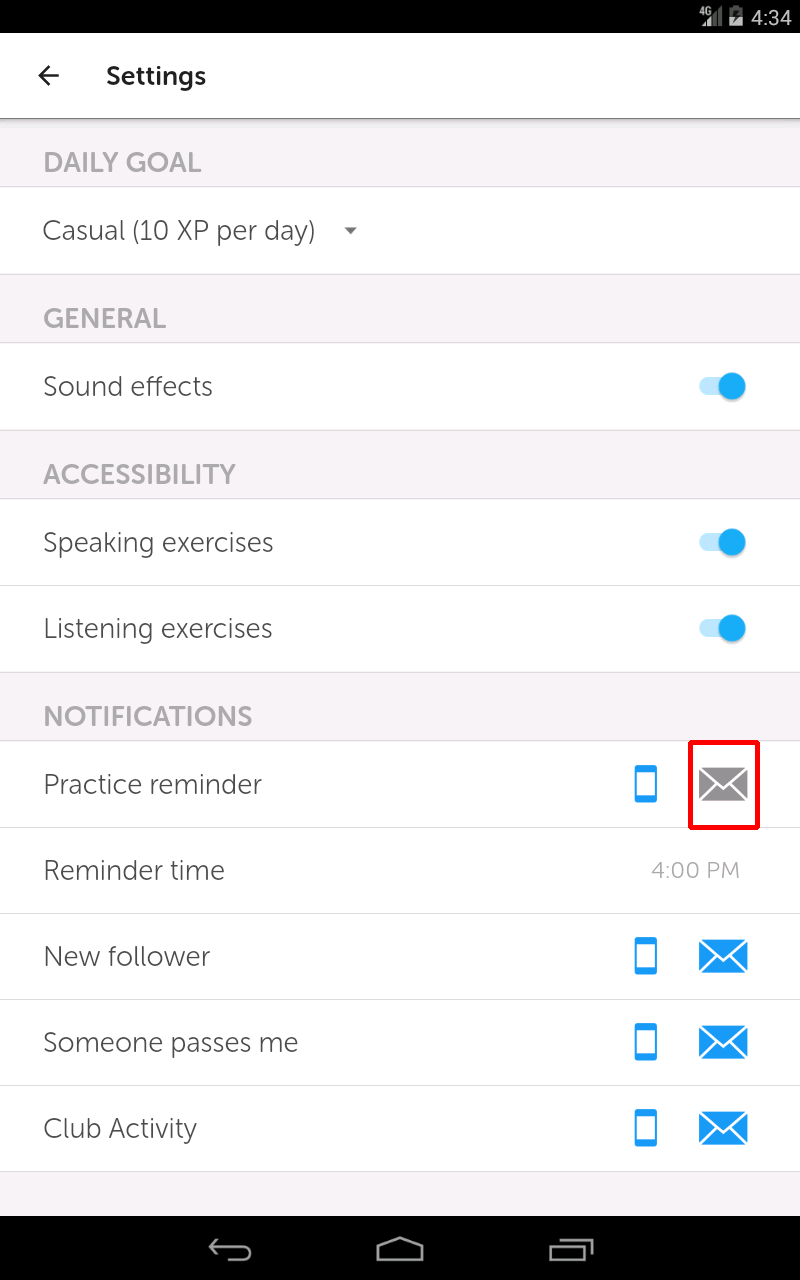 4G 4:34
Settings
DAILY GOAL
Casual (10 XP per day)
GENERAL
Sound effects
ACCESSIBILITY
Speaking exercises
Listening exercises
NOTIFICATIONS
Practice reminder
Reminder time 4:00 PM
New follower
Someone passes me
Club Activity